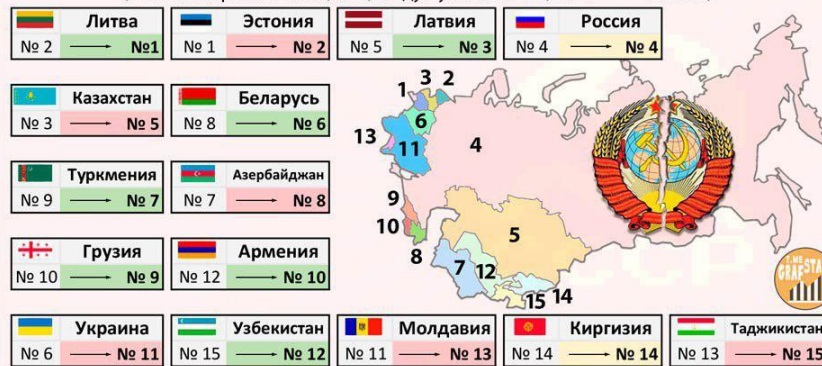 Литва
№ 2 → №1
Эстония
№ 1 → № 2
Латвия
№ 5 → № 3
Россия
№ 4 → № 4
Казахстан
№ 3 → № 5
Беларусь
№ 8 → № 6
Туркмения
№ 9 → № 7
Азербайджан
№ 7 → № 8
Грузия
№ 10 → № 9
Армения
№ 12 → № 10
Украина
№ 6 → № 11
Узбекистан
№ 15 → № 12
Молдавия
№ 11 → № 13
Киргизия
№ 14 → № 14
Таджикистан
№ 13 → № 15
1 3 2
6
13 11 4
9
10
8
5
7 12
15 14
T.ME
GRAFSTAT